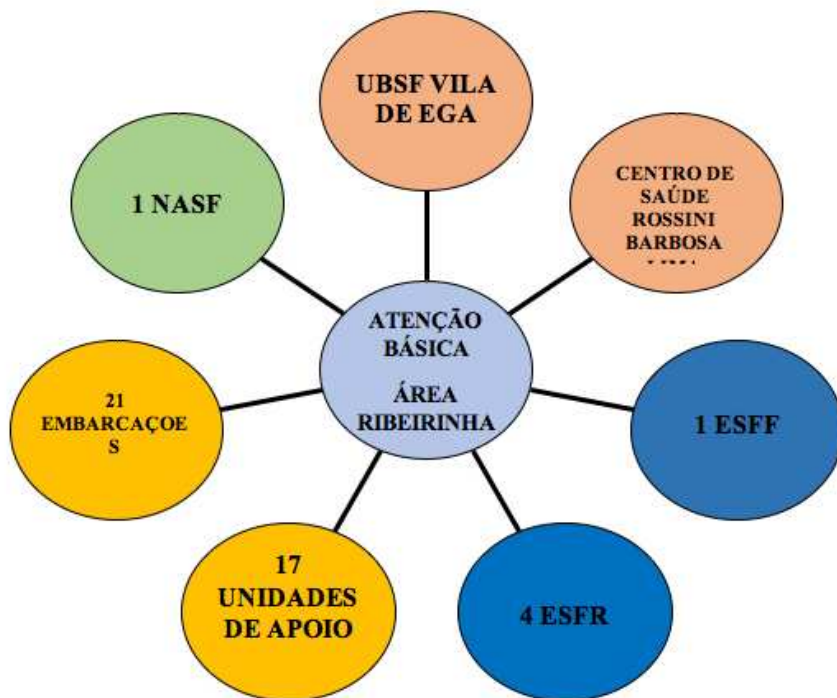 UBSF VILA
DE EGA
CENTRO DE
SAÚDE
ROSSINI
BARBOSA
1 NASF
ATENÇÃO
BÁSICA
ÁREA
RIBEIRINHA
21
EMBARCAÇOE
S
1 ESFF
17
UNIDADES
DE APOIO
4 ESFR